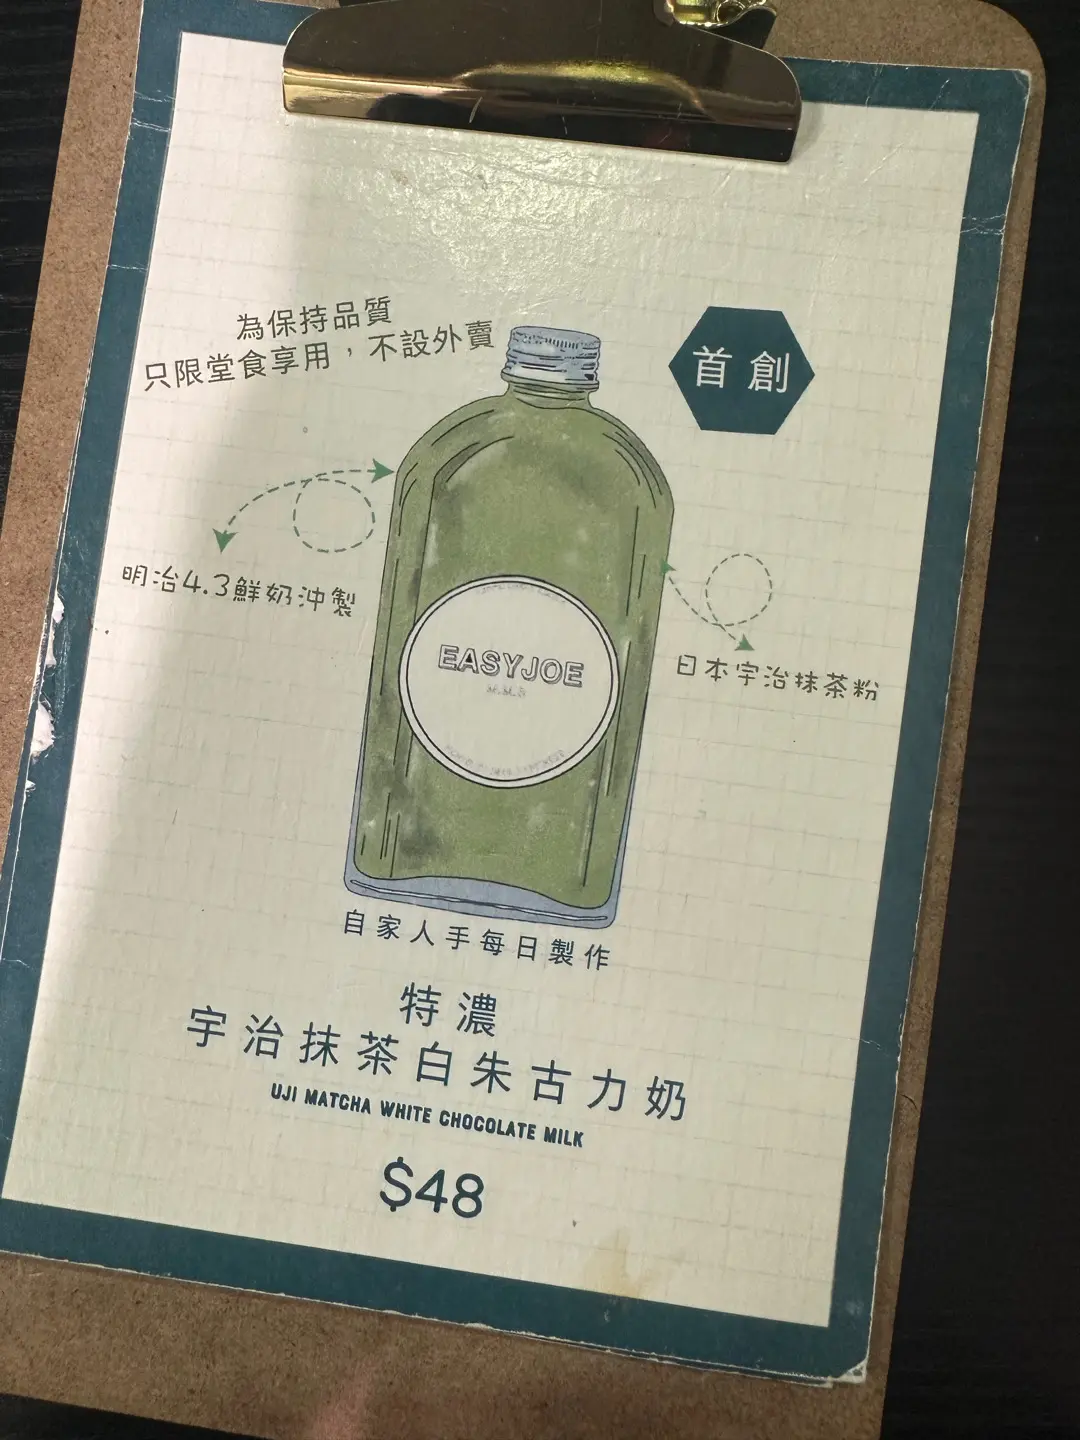 為保持品質
只限堂食享用，不設外賣
首創
明治4.3鮮奶沖製
EASYJOE
日本宇治抹茶粉
自家人手每日製作
特濃
宇治抹茶白朱古力奶
UJI MATCHA WHITE CHOCOLATE MILK
$48